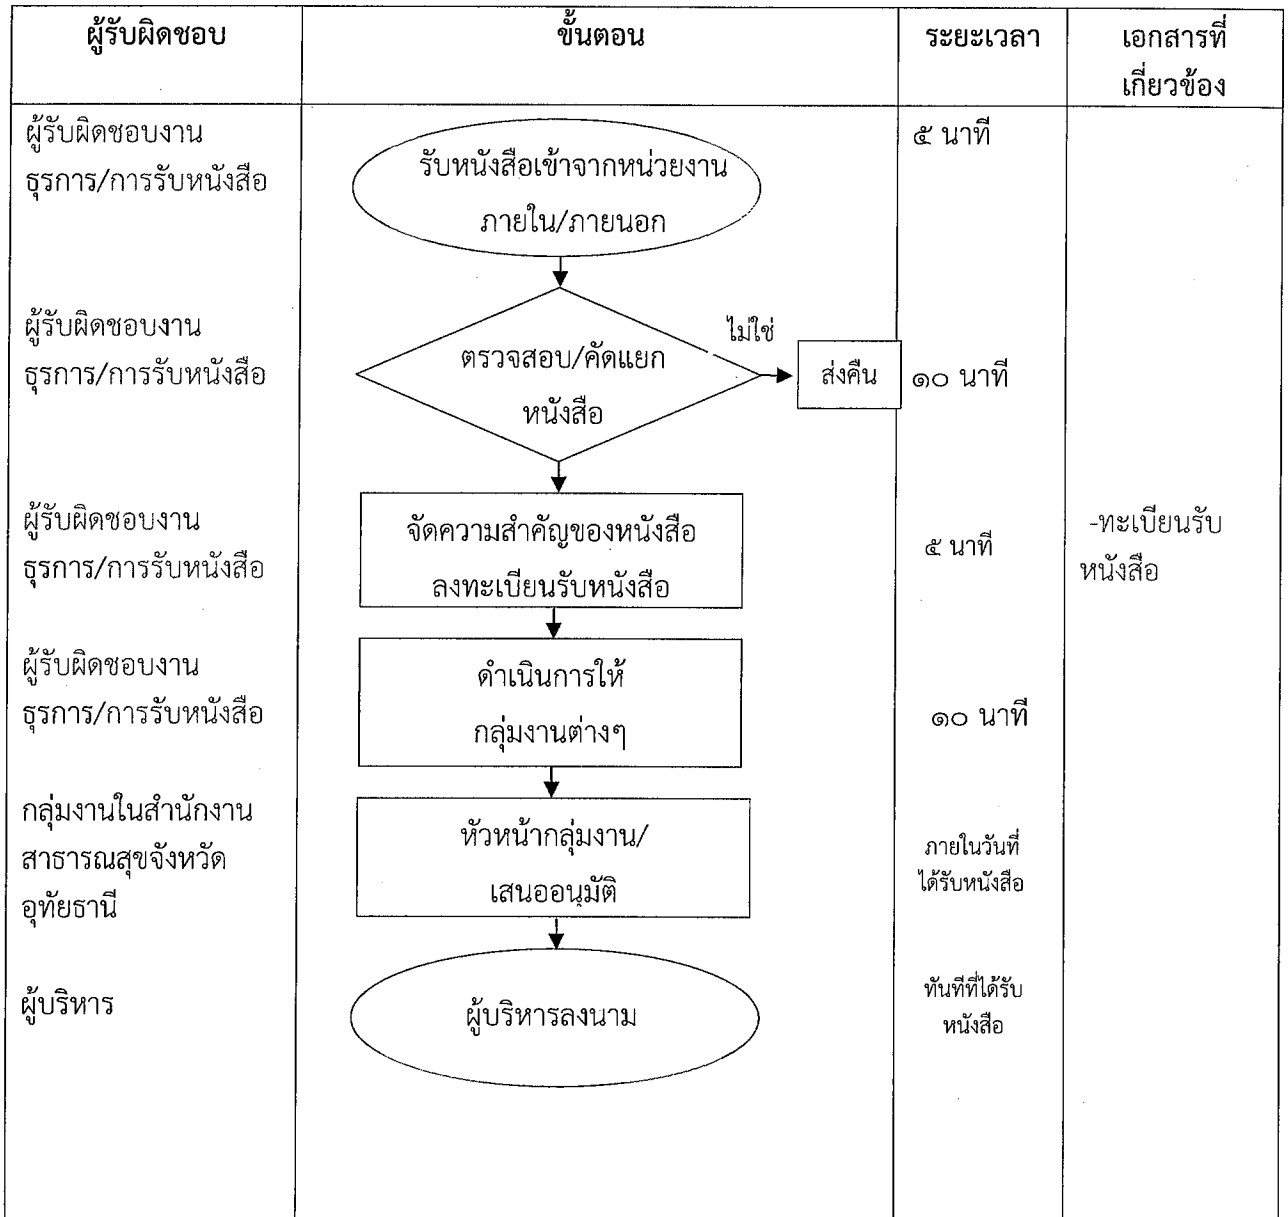 ผู้รับผิดชอบ
ขั้นตอน
ระยะเวลา
เอกสารที่
เกี่ยวข้อง
ผู้รับผิดชอบงาน
ธุรการ/การรับหนังสือ
รับหนังสือเข้าจากหน่วยงาน
ภายใน/ภายนอก
๕ นาที
ผู้รับผิดชอบงาน
ธุรการ/การรับหนังสือ
ตรวจสอบ/คัดแยก
หนังสือ
ไม่ใช่
ส่งคืน
๑๐ นาที
ผู้รับผิดชอบงาน
ธุรการ/การรับหนังสือ
จัดความสำคัญของหนังสือ
ลงทะเบียนรับหนังสือ
๕ นาที
-ทะเบียนรับ
หนังสือ
ผู้รับผิดชอบงาน
ธุรการ/การรับหนังสือ
ดำเนินการให้
กลุ่มงานต่างๆ
๑๐ นาที
กลุ่มงานในสำนักงาน
สาธารณสุขจังหวัด
อุทัยธานี
หัวหน้ากลุ่มงาน/
เสนออนุมัติ
ภายในวันที่
ได้รับหนังสือ
ผู้บริหาร
ผู้บริหารลงนาม
ทันทีที่ได้รับ
หนังสือ